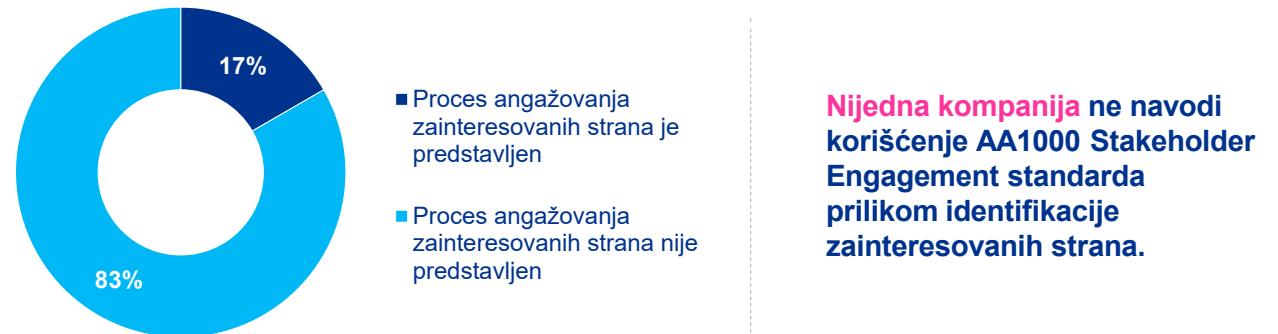 17%
83%
Proces angažovanja
zainteresovanih strana je
predstavljen
Proces angažovanja
zainteresovanih strana nije
predstavljen
Nijedna kompanija ne navodi
korišćenje AA1000 Stakeholder
Engagement standarda
prilikom identifikacije
zainteresovanih strana.